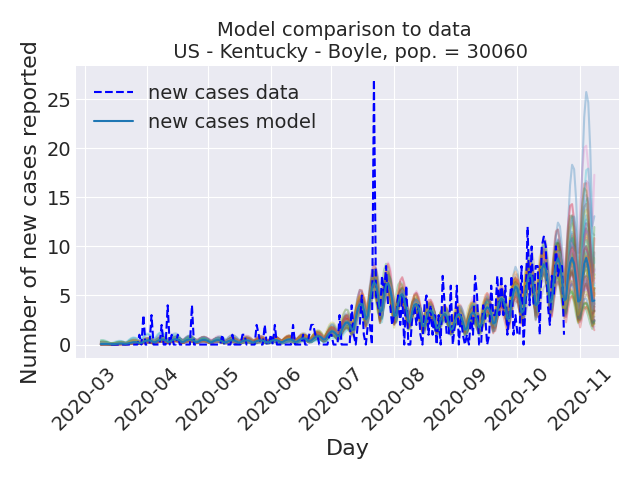 Model comparison to data
US - Kentucky - Boyle, pop. = 30060
Number of new cases reported
25
20
15
10
5
0
new cases data
new cases model
2020-03
2020-04
2020-05
2020-06
2020-07
2020-08
2020-09
2020-10
2020-11
Day